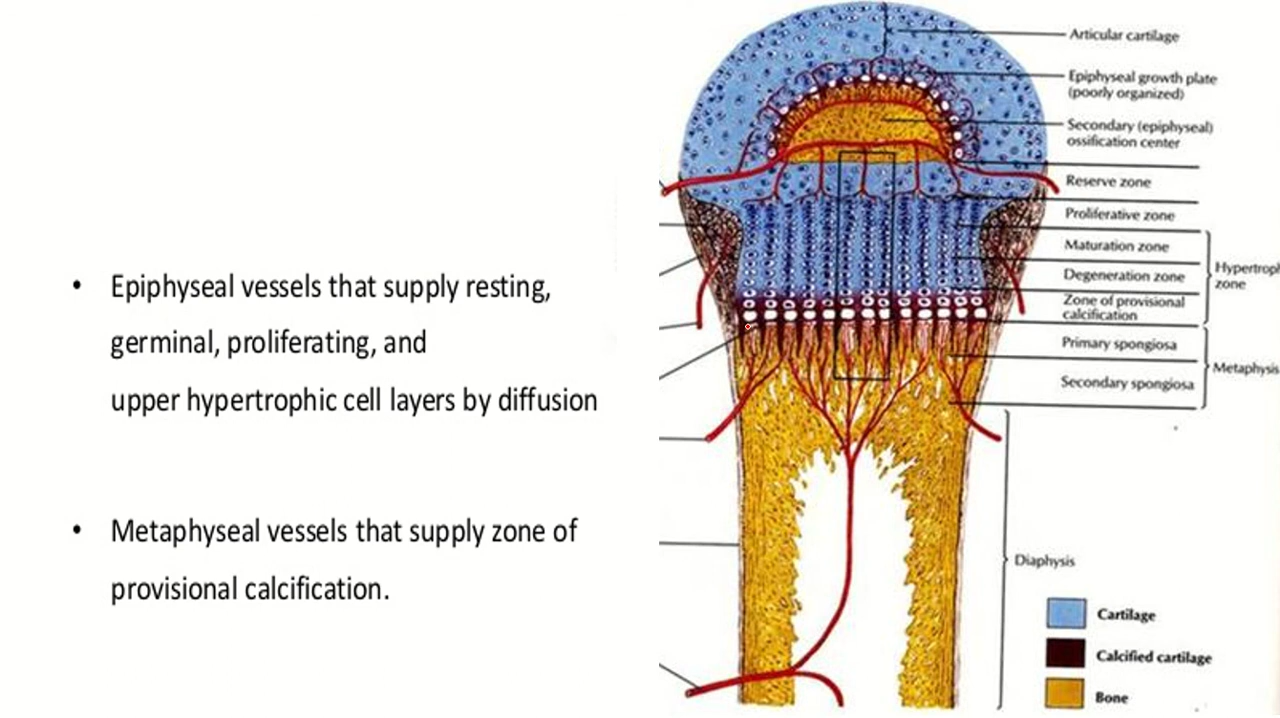 • Epiphyseal vessels that supply resting,
germinal, proliferating, and
upper hypertrophic cell layers by diffusion
• Metaphyseal vessels that supply zone of
provisional calcification.
Articular cartilage
Epiphyseal growth plate
(poorly organized)
Secondary (epiphyseal)
ossification center
Reserve zone
Proliferative zone
Maturation zone
Degeneration zone
Zone of provisional
calcification
zone
Primary spongiosa
Secondary spongiosa
Metaphysis
Diaphysis
Cartilage
Calcified cartilage
Bone